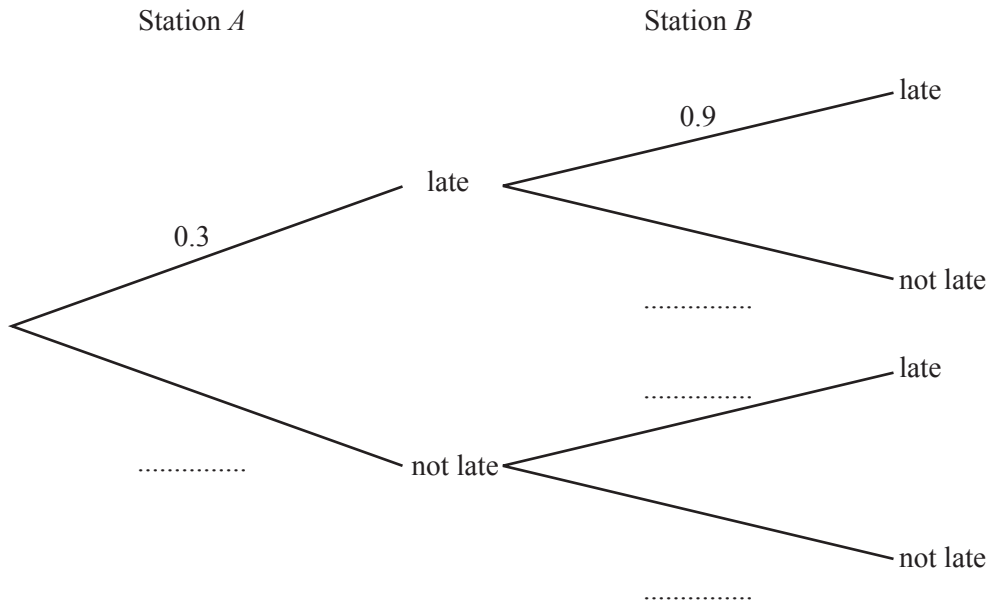 Station A
Station B
late
0.9
late
0.3
not late
...............
late
...............
not late
...............
not late
...............